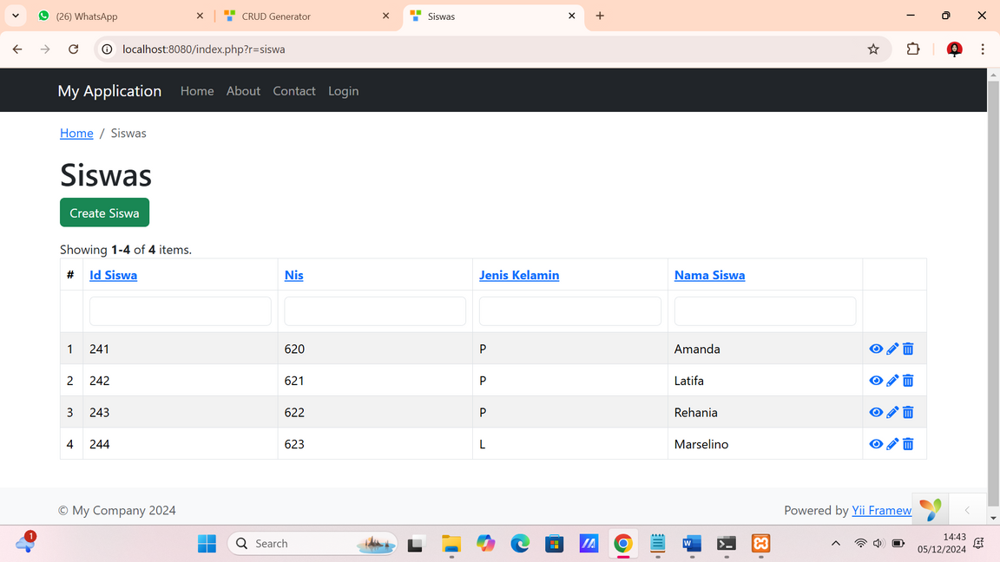 (26) WhatsApp
CRUD Generator
Siswas
localhost:8080/index.php?r=siswa
My Application Home About Contact Login
Home / Siswas
Siswas
Create Siswa
Showing 1-4 of 4 items.
# Id Siswa Nis Jenis Kelamin Nama Siswa
1 241 620 P Amanda
2 242 621 P Latifa
3 243 622 P Rehania
4 244 623 L Marselino
© My Company 2024 Powered by Yii Framew
1 Search 14:43
05/12/2024